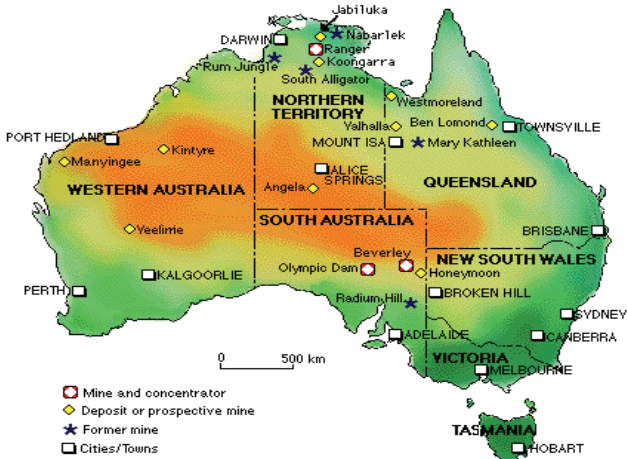 Jabiluka
Nabarlek
DARWIN
Ranger
Koongarra
Rum Jungle
South Alligator
NORTHERN
TERRITORY
Westmoreland
Valhalla
Ben Lomond
TOWNSVILLE
PORT HEDLAND
MOUNT ISA
Mary Kathleen
Manyingee
Kintyre
ALICE
SPRINGS
Angela
WESTERN AUSTRALIA
QUEENSLAND
SOUTH AUSTRALIA
Yeelirrie
BRISBANE
Beverley
NEW SOUTH WALES
Olympic Dam
Honeymoon
KALGOORLIE
PERTH
Radium Hill
BROKEN HILL
SYDNEY
ADELAIDE
CANBERRA
VICTORIA
MELBOURNE
0 500 km
Mine and concentrator
Deposit or prospective mine
Former mine
Cities/Towns
TASMANIA
HOBART